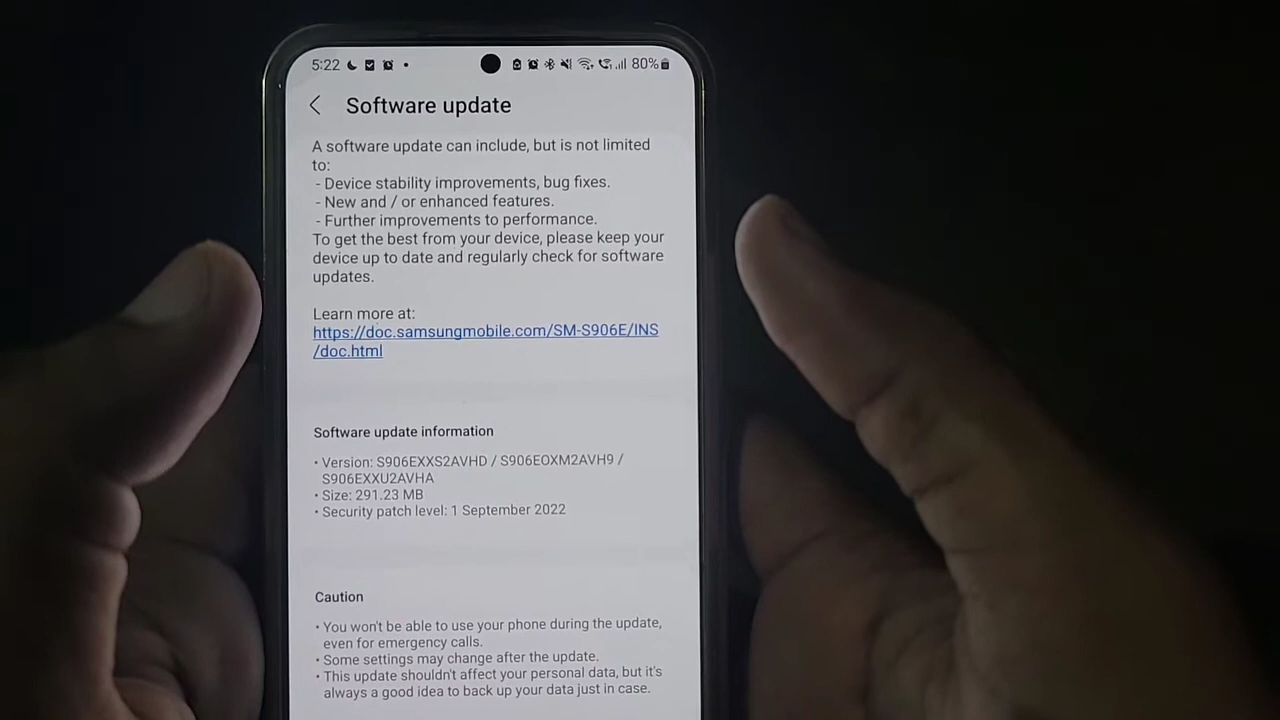 5:22 80%
Software update
A software update can include, but is not limited
to:
- Device stability improvements, bug fixes.
- New and / or enhanced features.
- Further improvements to performance.
To get the best from your device, please keep your
device up to date and regularly check for software
updates.
Learn more at:
https://doc.samsungmobile.com/SM-S906E/INS
/doc.html
Software update information
• Version: S906EXXS2AVHD / S906EOXM2AVH9 /
S906EXXU2AVHA
• Size: 291.23 MB
• Security patch level: 1 September 2022
Caution
• You won't be able to use your phone during the update,
even for emergency calls.
• Some settings may change after the update.
• This update shouldn't affect your personal data, but it's
always a good idea to back up your data just in case.